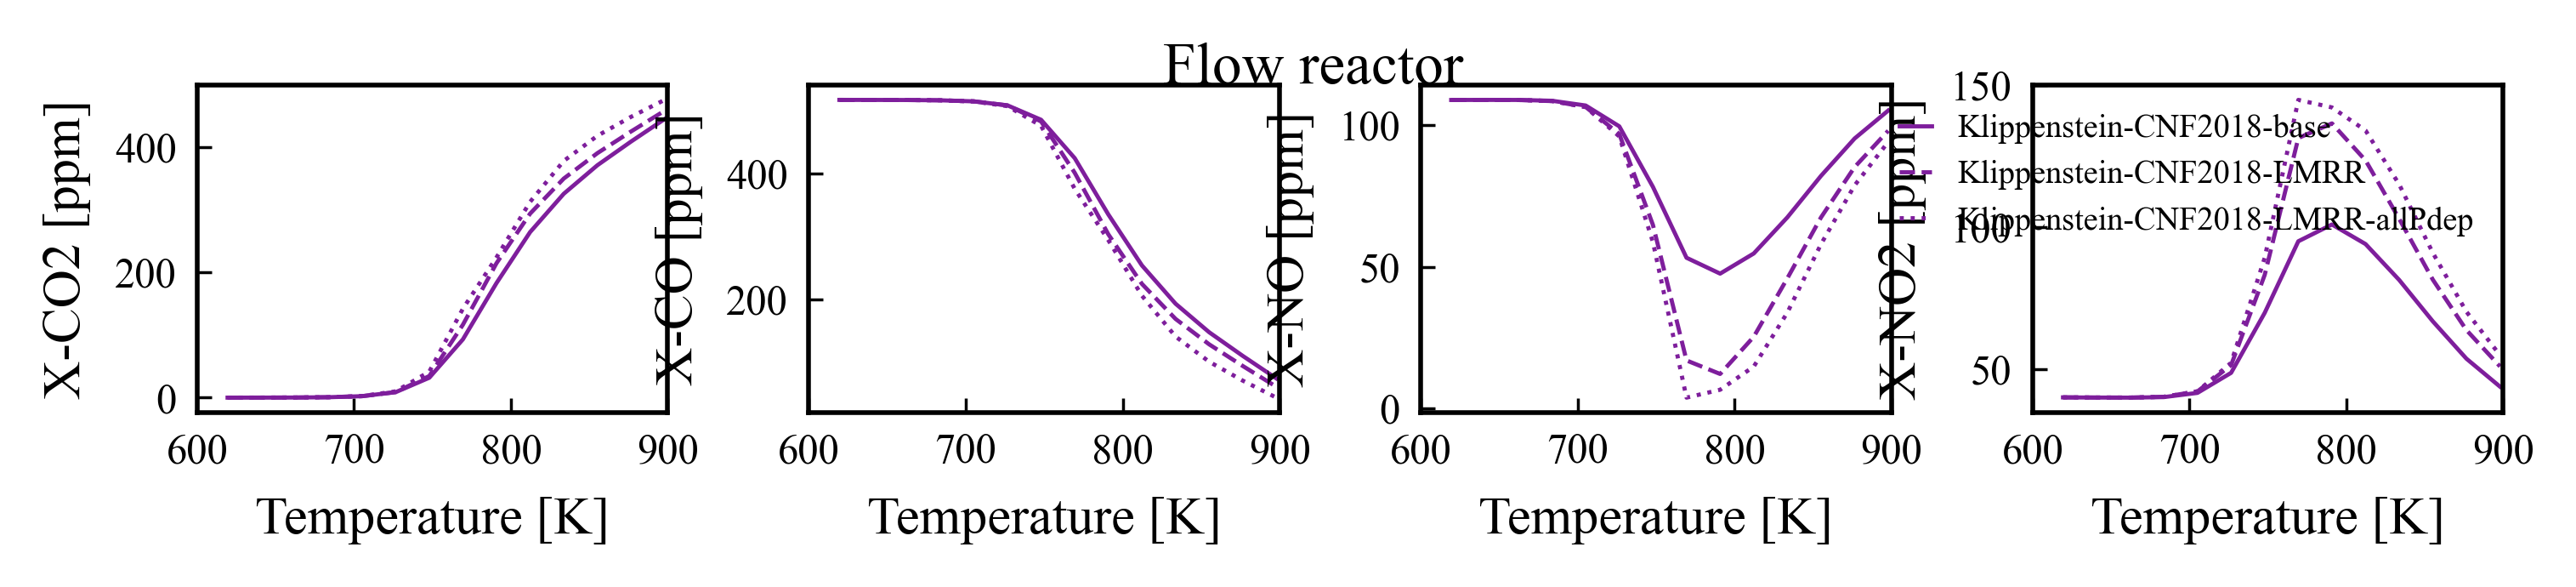 Flow reactor
X-CO2 [ppm]
400
200
0
600 700 800 900
Temperature [K]
X-CO [ppm]
400
200
600 700 800 900
Temperature [K]
X-NO [ppm]
100
50
0
600 700 800 900
Temperature [K]
X-NO2 [ppm]
150
100
50
600 700 800 900
Temperature [K]
Klippenstein-CNF2018-base
Klippenstein-CNF2018-LMRR
Klippenstein-CNF2018-LMRR-allPdep